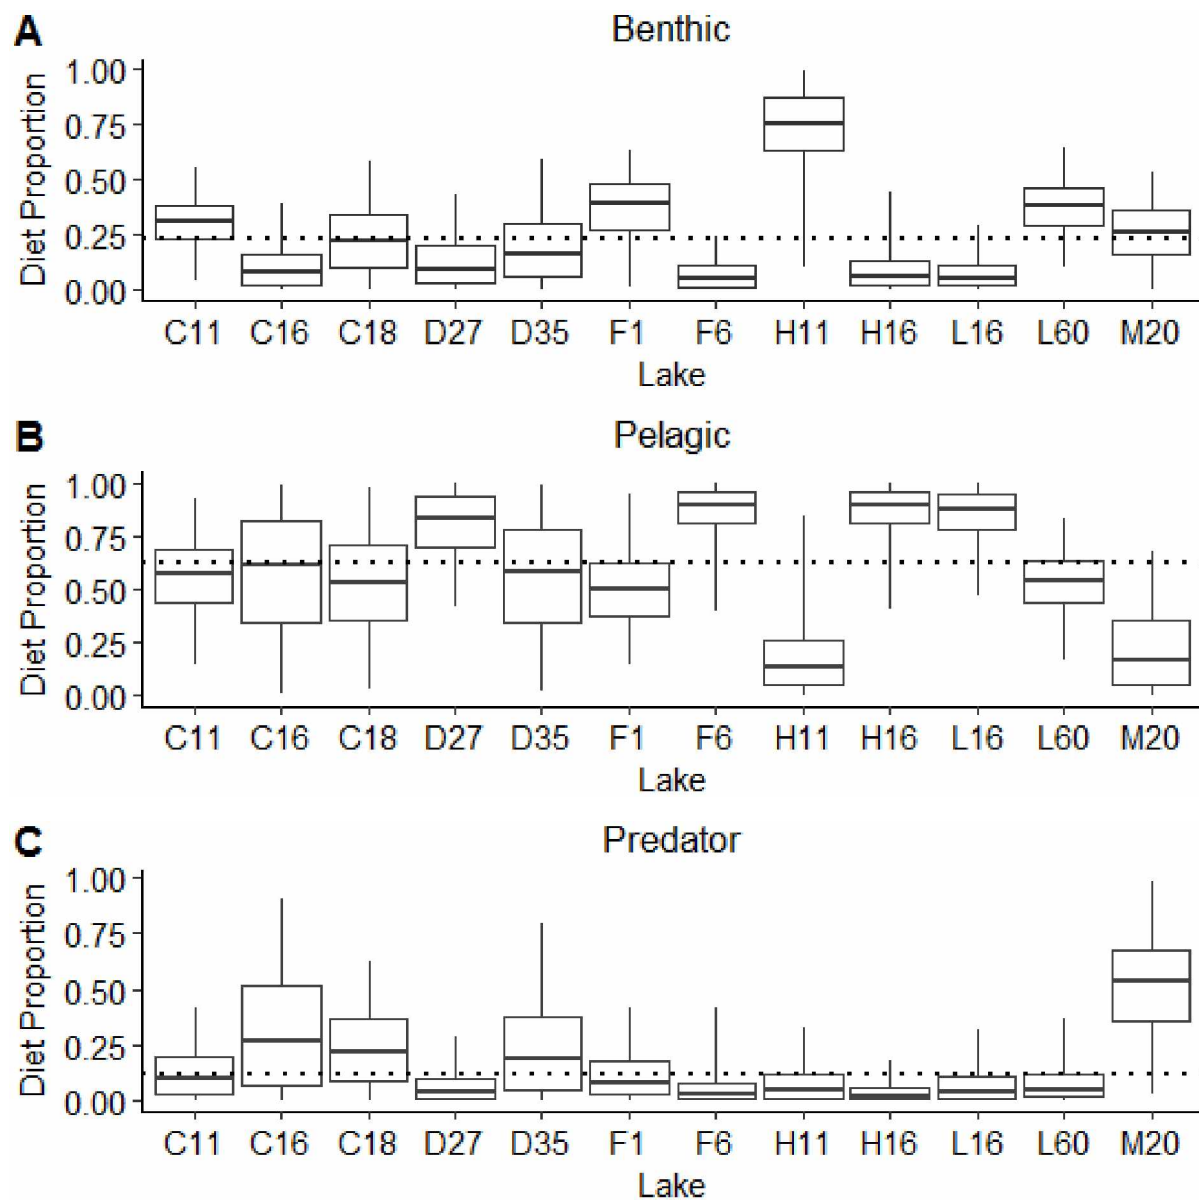 A
Benthic
Diet Proportion
1.00
0.75
0.50
0.25
0.00
C11 C16 C18 D27 D35 F1 F6 H11 H16 L16 L60 M20
Lake
B
Pelagic
Diet Proportion
1.00
0.75
0.50
0.25
0.00
C11 C16 C18 D27 D35 F1 F6 H11 H16 L16 L60 M20
Lake
C
Predator
Diet Proportion
1.00
0.75
0.50
0.25
0.00
C11 C16 C18 D27 D35 F1 F6 H11 H16 L16 L60 M20
Lake